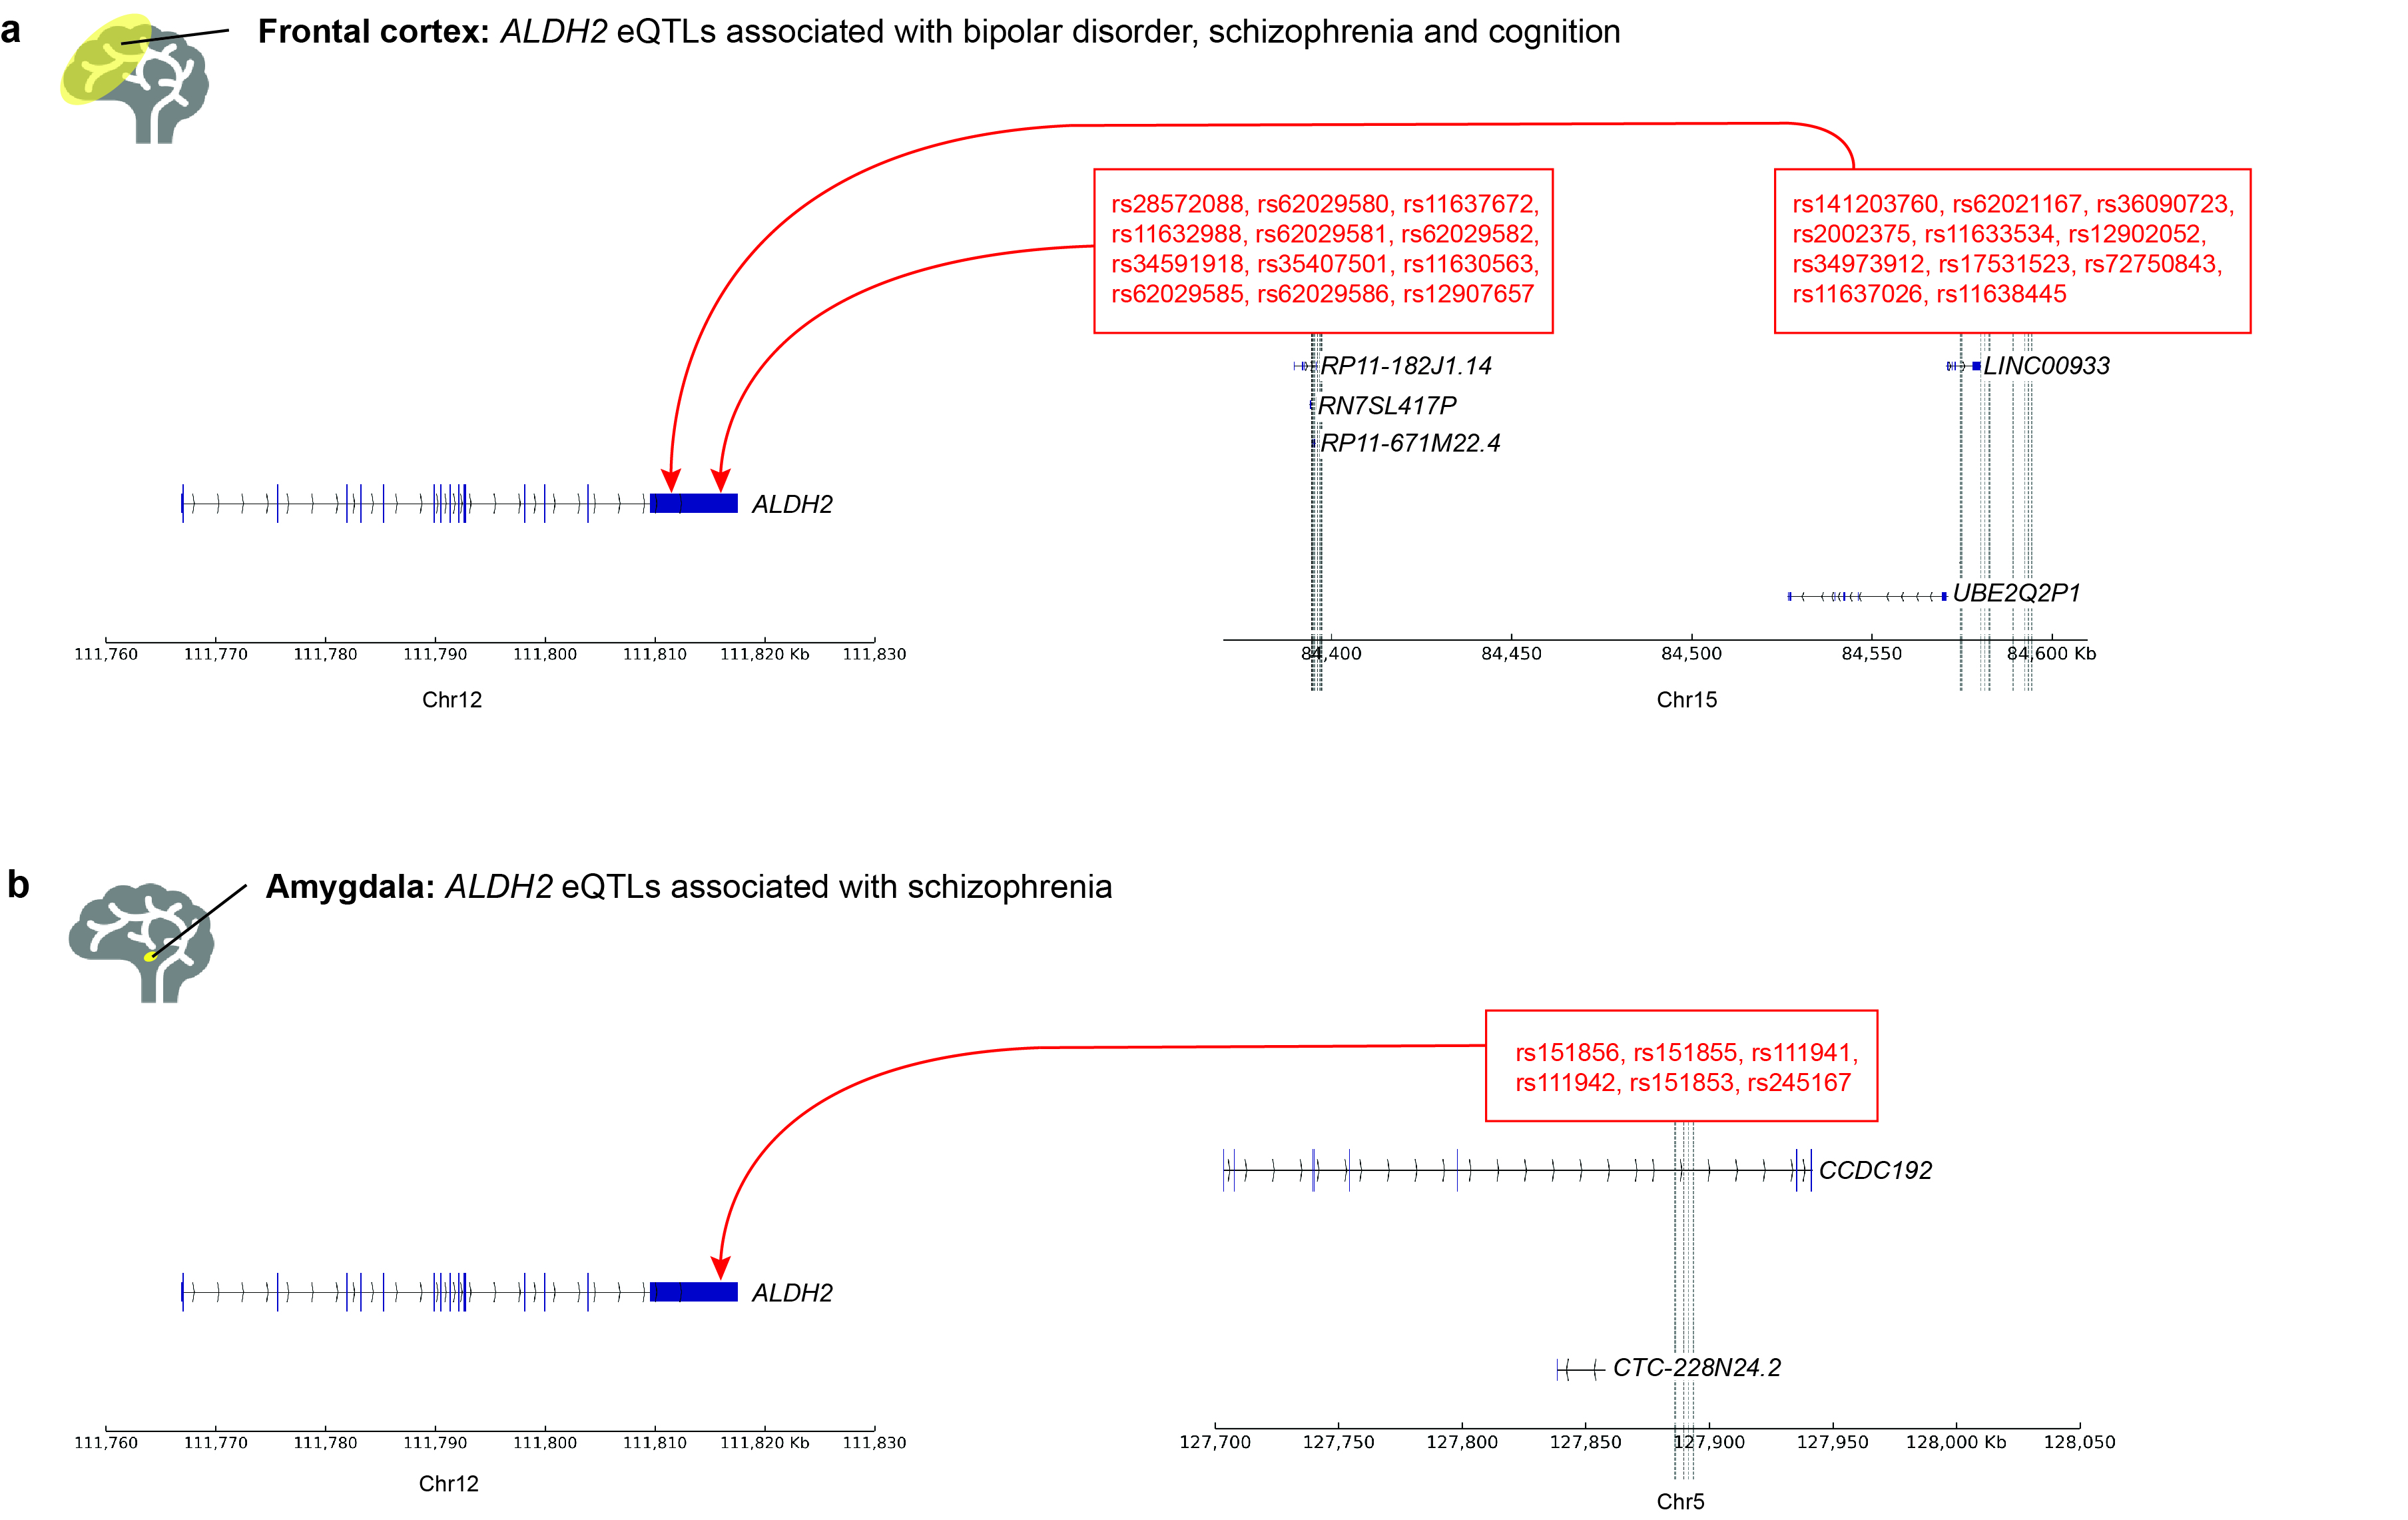 a
Frontal cortex: ALDH2 eQTLs associated with bipolar disorder, schizophrenia and cognition
rs28572088, rs62029580, rs11637672,
rs11632988, rs62029581, rs62029582,
rs34591918, rs35407501, rs11630563,
rs62029585, rs62029586, rs12907657
rs141203760, rs62021167, rs36090723,
rs2002375, rs11633534, rs12902052,
rs34973912, rs17531523, rs72750843,
rs11637026, rs11638445
RP11-182J1.14
LINC00933
RN7SL417P
RP11-671M22.4
ALDH2
UBE2Q2P1
111,760 111,770 111,780 111,790 111,800 111,810 111,820 Kb 111,830
84,400 84,450 84,500 84,550 84,600 Kb
Chr12
Chr15
b
Amygdala: ALDH2 eQTLs associated with schizophrenia
rs151856, rs151855, rs111941,
rs111942, rs151853, rs245167
CCDC192
ALDH2
CTC-228N24.2
111,760 111,770 111,780 111,790 111,800 111,810 111,820 Kb 111,830
127,700 127,750 127,800 127,850 127,900 127,950 128,000 Kb 128,050
Chr12
Chr5